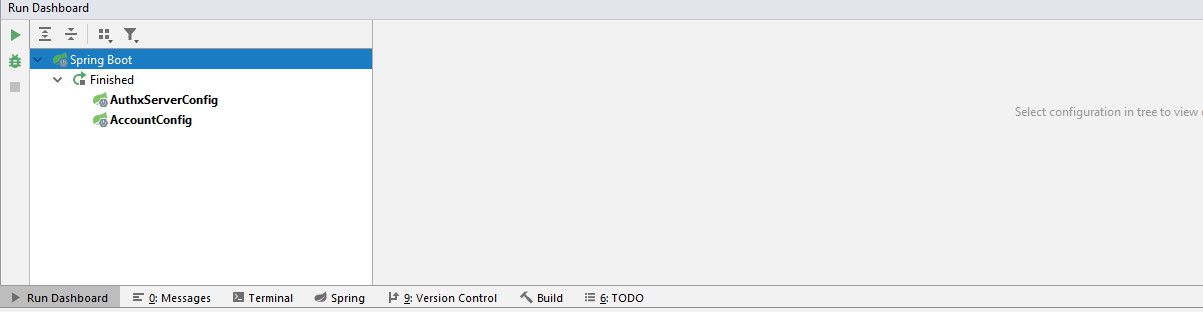 Run Dashboard
Spring Boot
Finished
AuthxServerConfig
AccountConfig
Select configuration in tree to view
Run Dashboard 0: Messages Terminal Spring 9: Version Control Build 6: TODO